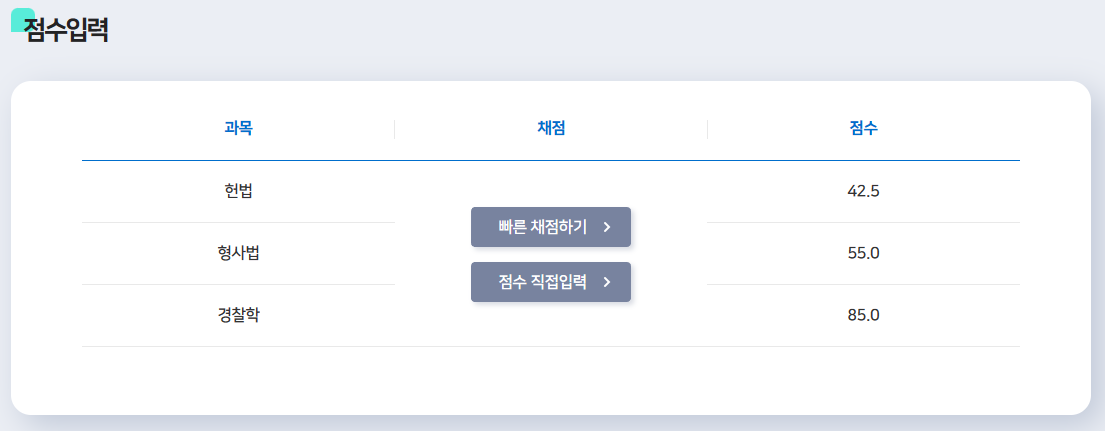 점수입력
과목 채점 점수
헌법 42.5
빠른 채점하기
형사법 55.0
점수 직접입력
경찰학 85.0